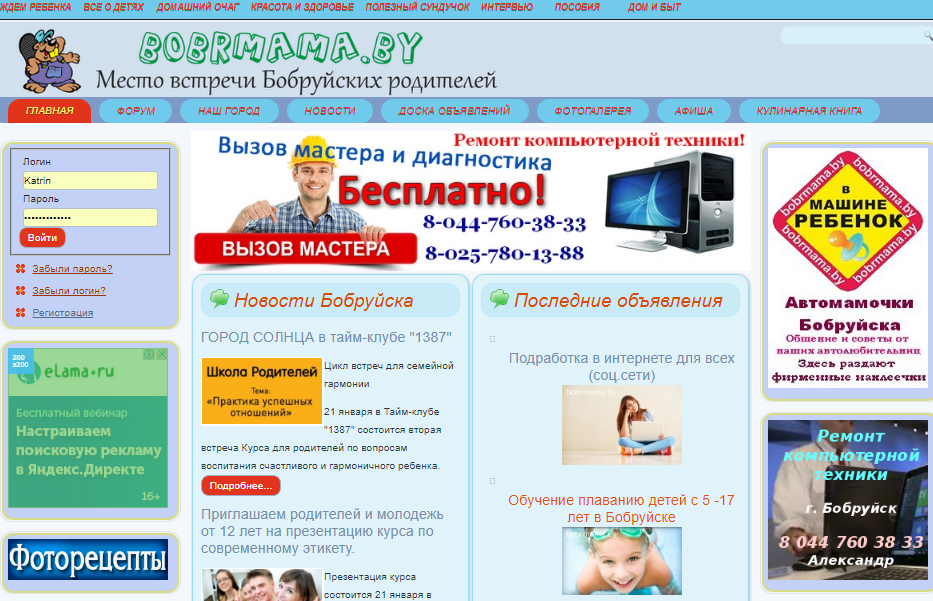 ЖДЕМ РЕБЕНКА ВСЕ О ДЕТЯХ ДОМАШНИЙ ОЧАГ КРАСОТА И ЗДОРОВЬЕ ПОЛЕЗНЫЙ СУНДУЧОК ИНТЕРВЬЮ ПОСОБИЯ ДОМ И БЫТ
BOBRMAMA.BY
Место встречи Бобруйских родителей
ГЛАВНАЯ ФОРУМ НАШ ГОРОД НОВОСТИ ДОСКА ОБЪЯВЛЕНИЙ ФОТОГАЛЕРЕЯ АФИША КУЛИНАРНАЯ КНИГА
Логин
Katrin
Пароль
•••••••••••••
Войти
Забыли пароль?
Забыли логин?
Регистрация
200
x200
elama.ru
Бесплатный вебинар
Настраиваем
поисковую рекламу
в Яндекс.Директе
16+
Фоторецепты
Ремонт компьютерной техники!
Вызов мастера и диагностика
Бесплатно!
8-044-760-38-33
ВЫЗОВ МАСТЕРА
8-025-780-13-88
Новости Бобруйска
ГОРОД СОЛНЦА в тайм-клубе "1387"
Школа Родителей
Тема:
«Практика успешных
отношений»
Цикл встреч для семейной
гармонии
21 января в Тайм-клубе
"1387" состоится вторая
встреча Курса для родителей по вопросам
воспитания счастливого и гармоничного ребенка.
Подробнее...
Приглашаем родителей и молодежь
от 12 лет на презентацию курса по
современному этикету.
Презентация курса
состоится 21 января в
Последние объявления
Подработка в интернете для всех
(соц.сети)
bobrmama.by
Обучение плаванию детей с 5 -17
лет в Бобруйске
bobrmama.by
bobrmama.by
bobrmama.by
В
МАШИНЕ
РЕБЕНОК
bobrmama.by
bobrmama.by
Автомамочки
Бобруйска
Общение и советы от
наших автолюбительниц
Здесь раздают
фирменные наклеечки
Ремонт
компьютерной
техники
г. Бобруйск
8 044 760 38 33
Александр